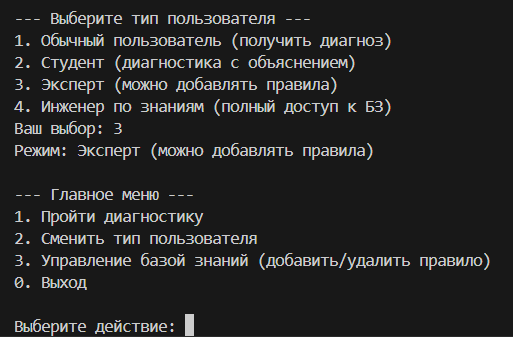 --- Выберите тип пользователя ---
1. Обычный пользователь (получить диагноз)
2. Студент (диагностика с объяснением)
3. Эксперт (можно добавлять правила)
4. Инженер по знаниям (полный доступ к БЗ)
Ваш выбор: 3
Режим: Эксперт (можно добавлять правила)
--- Главное меню ---
1. Пройти диагностику
2. Сменить тип пользователя
3. Управление базой знаний (добавить/удалить правило)
0. Выход
Выберите действие: